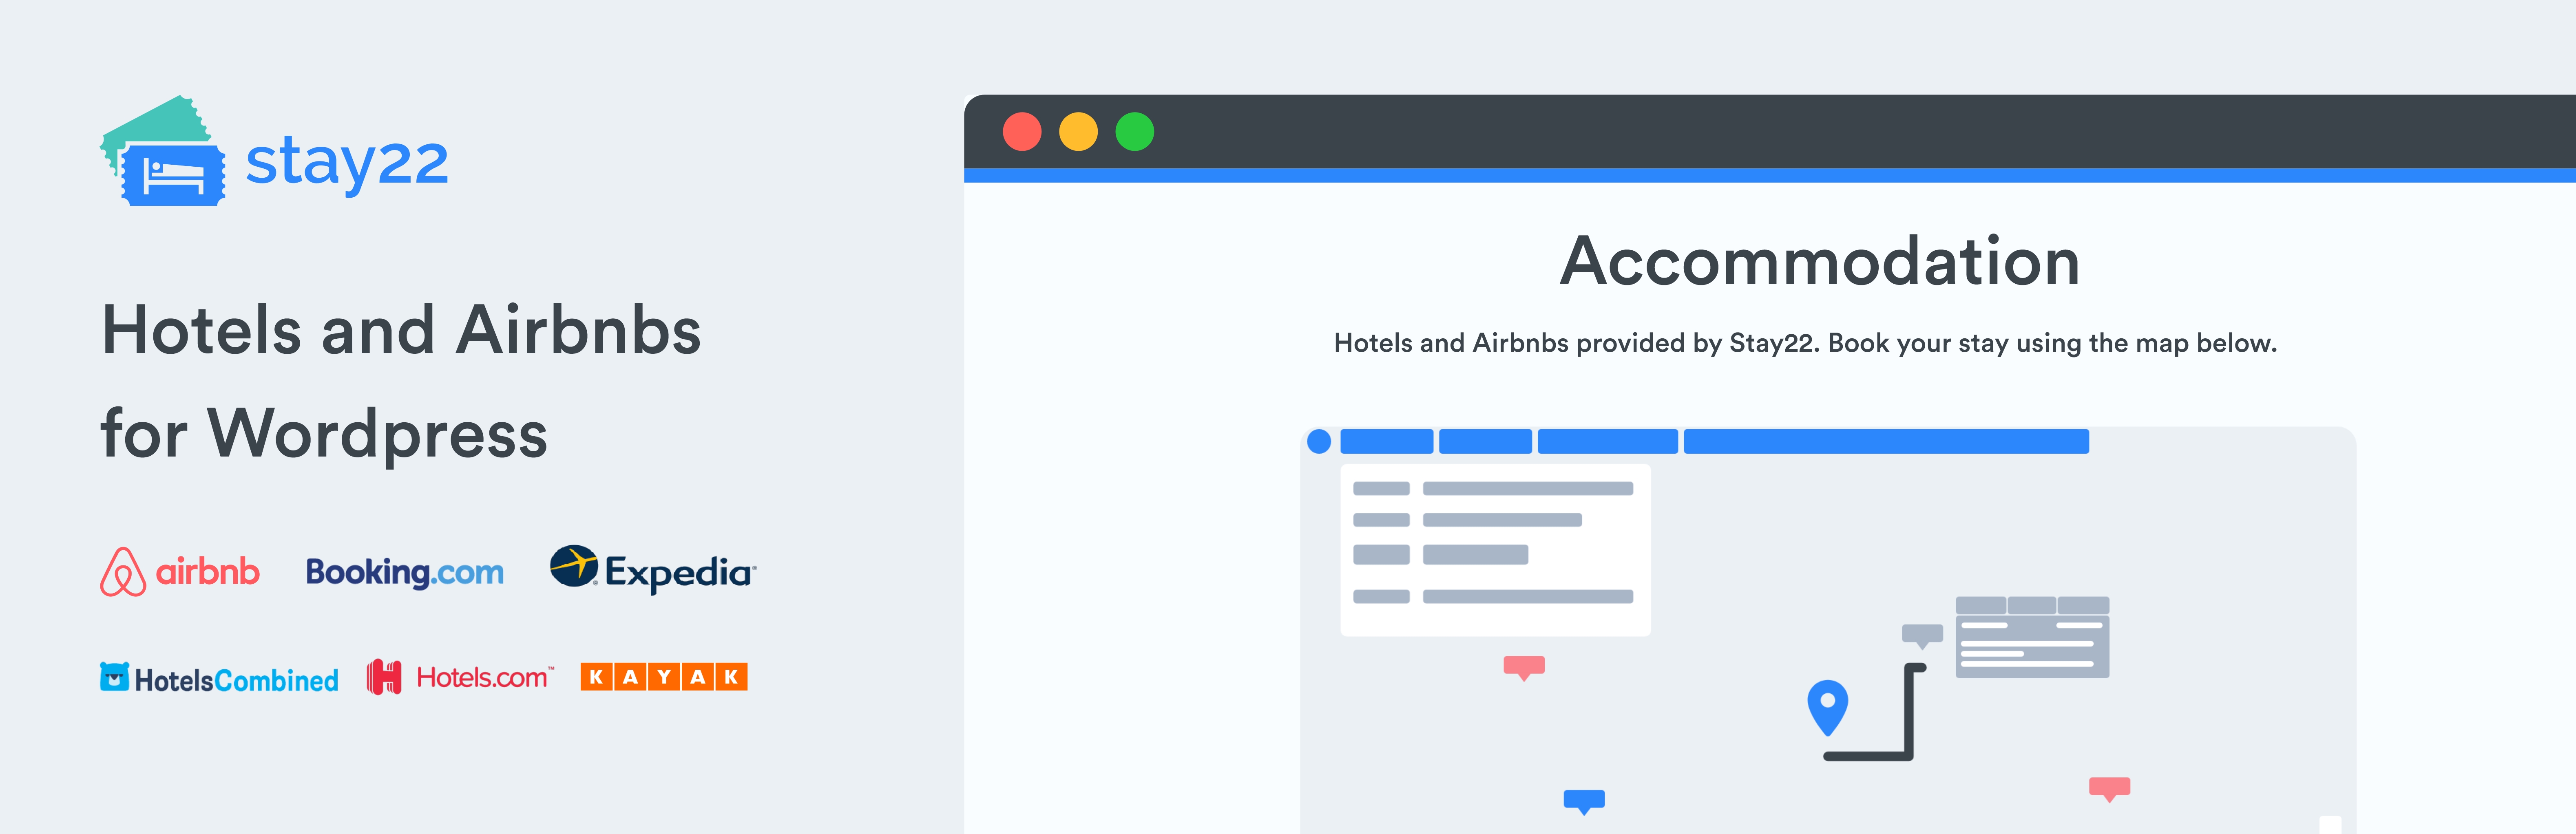 stay22
Hotels and Airbnbs
for Wordpress
airbnb
Booking.com
Expedia®
HotelsCombined
Hotels.com™
KAYAK
Accommodation
Hotels and Airbnbs provided by Stay22. Book your stay using the map below.